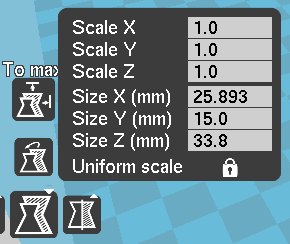 Scale X 1.0
Scale Y 1.0
Scale Z 1.0
To max
Size X (mm) 25.893
Size Y (mm) 15.0
Size Z (mm) 33.8
Uniform scale